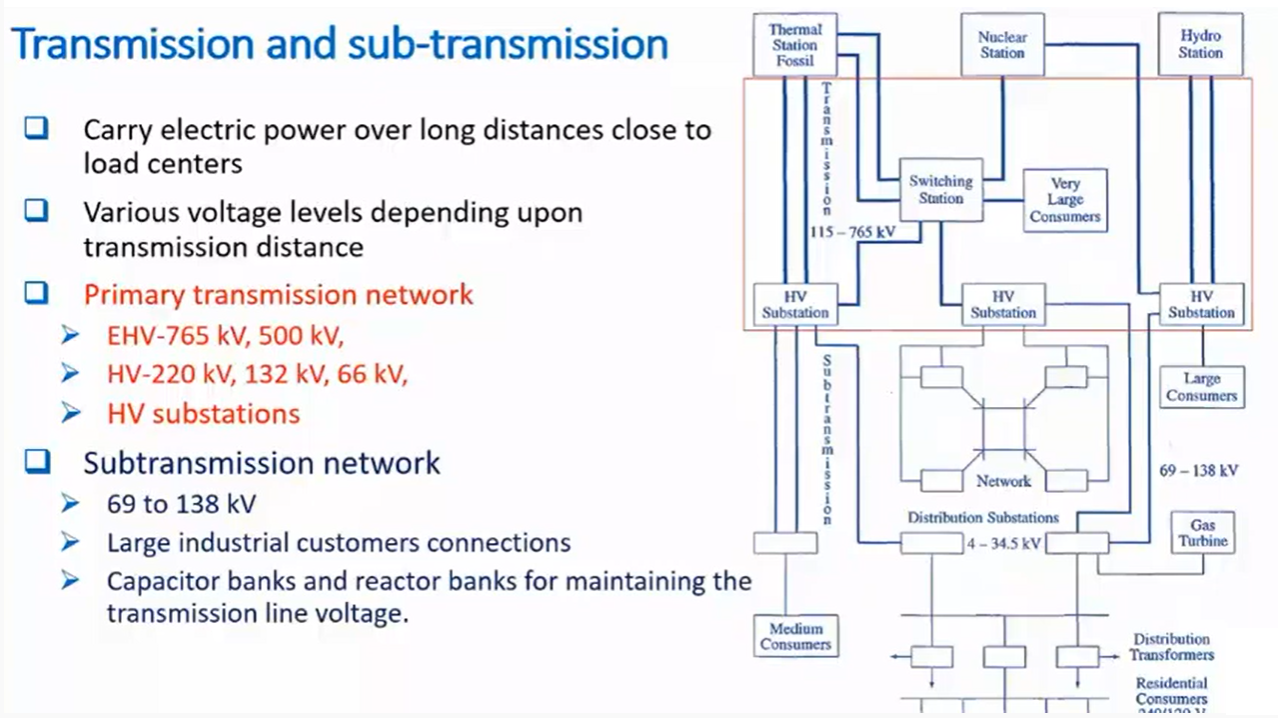 Transmission and sub-transmission
Carry electric power over long distances close to
load centers
Various voltage levels depending upon
transmission distance
Primary transmission network
EHV-765 kV, 500 kV,
HV-220 kV, 132 kV, 66 kV,
HV substations
Subtransmission network
69 to 138 kV
Large industrial customers connections
Capacitor banks and reactor banks for maintaining the
transmission line voltage.
Thermal
Station
Fossil
Nuclear
Station
Hydro
Station
Transmission
Switching
Station
Very
Large
Consumers
115 – 765 kV
HV
Substation
HV
Substation
HV
Substation
Subtransmission
Large
Consumers
Network
69 – 138 kV
Distribution Substations
4 – 34.5 kV
Gas
Turbine
Medium
Consumers
Distribution
Transformers
Residential
Consumers